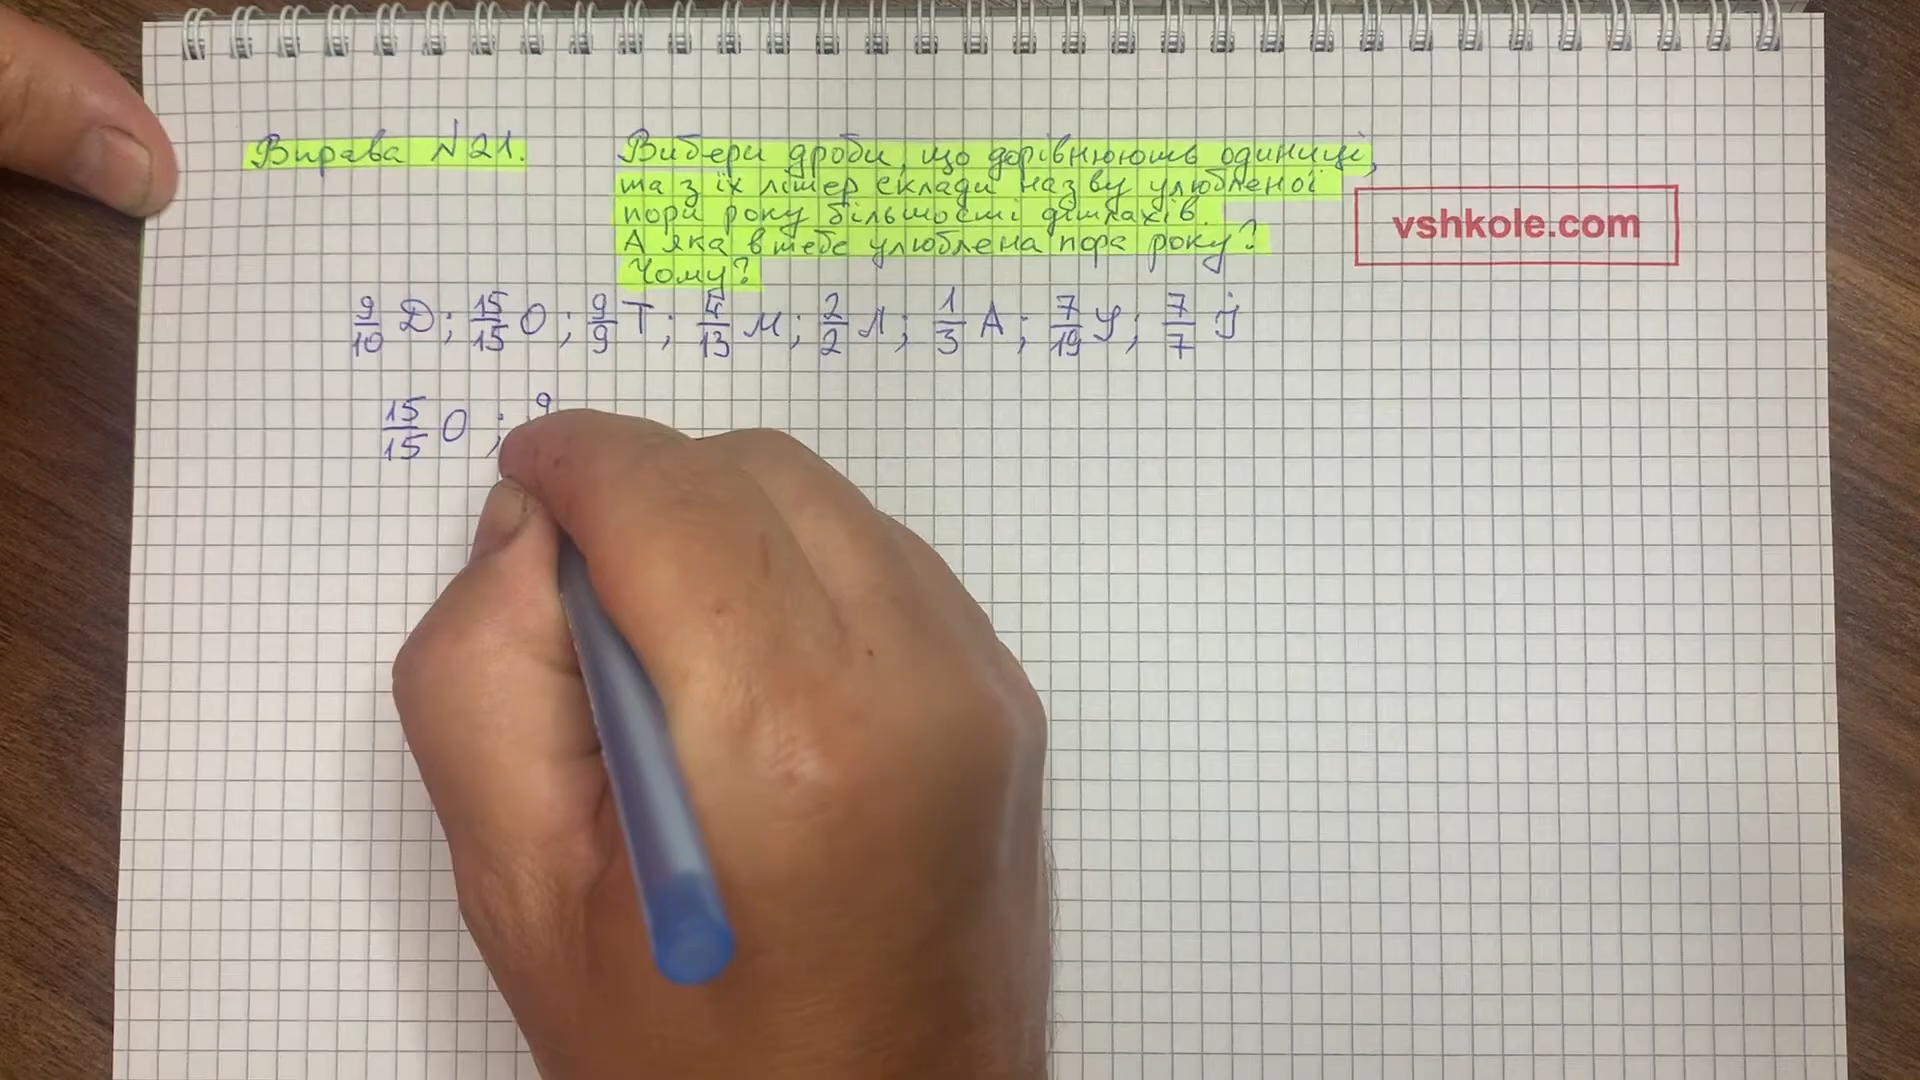 Вправа №21.
Вибери дроби, що дорівнюють одиниці,
та з їх літер склади назву улюбленої
пори року більшості дітлахів.
А яка в тебе улюблена пора року?
Чому?
vshkole.com
9/10 Д; 15/15 О; 9/9 Т; 4/13 М; 2/2 Л; 1/3 А; 7/19 У; 7/7 І
15/15 О; 9